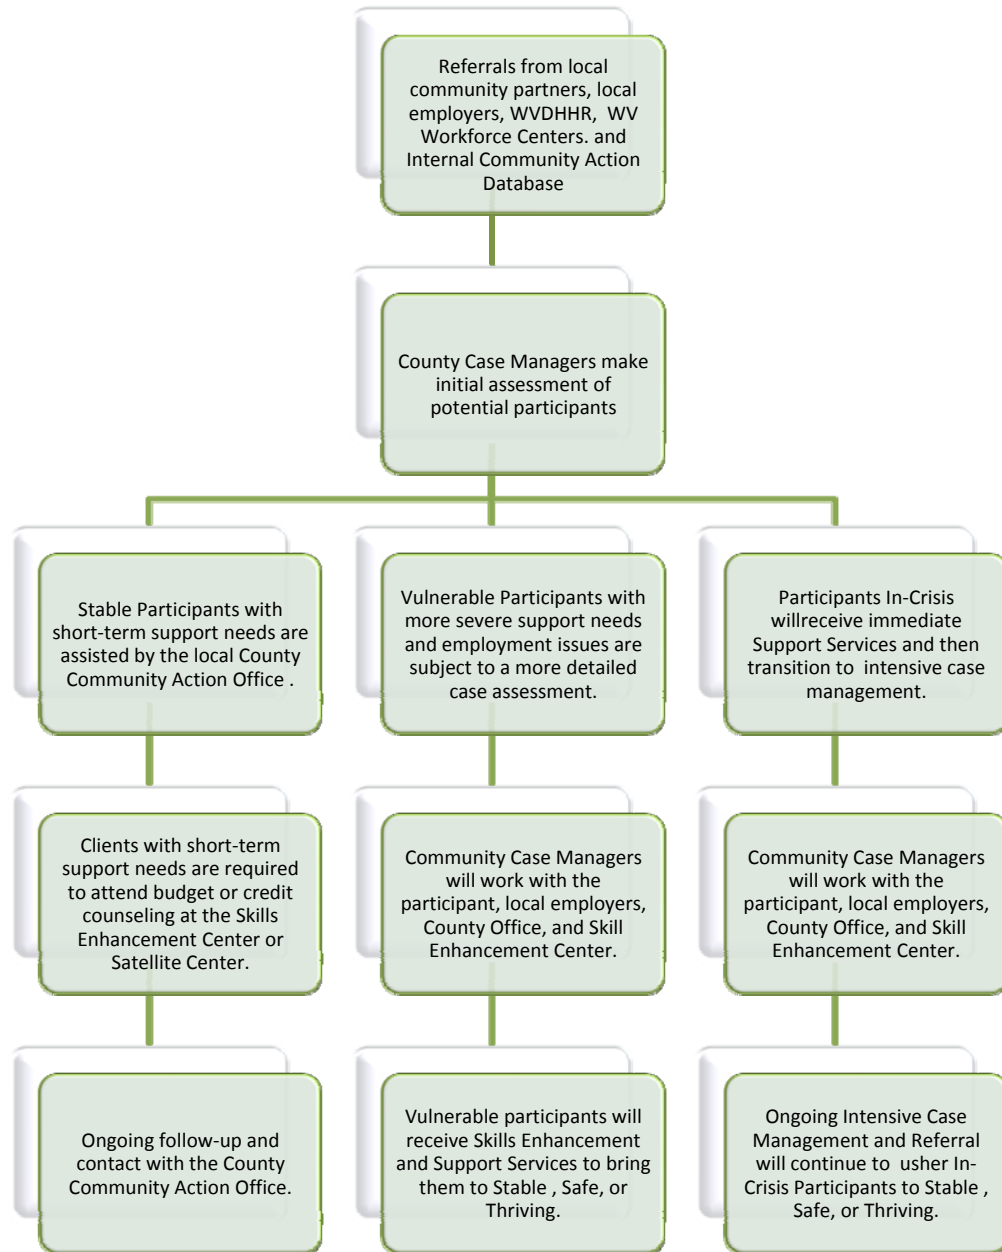 Referrals from local
community partners, local
employers, WVDHHR, WV
Workforce Centers. and
Internal Community Action
Database
County Case Managers make
initial assessment of
potential participants
Stable Participants with
short-term support needs are
assisted by the local County
Community Action Office .
Vulnerable Participants with
more severe support needs
and employment issues are
subject to a more detailed
case assessment.
Participants In-Crisis
willreceive immediate
Support Services and then
transition to intensive case
management.
Clients with short-term
support needs are required
to attend budget or credit
counseling at the Skills
Enhancement Center or
Satellite Center.
Community Case Managers
will work with the
participant, local employers,
County Office, and Skill
Enhancement Center.
Community Case Managers
will work with the
participant, local employers,
County Office, and Skill
Enhancement Center.
Ongoing follow-up and
contact with the County
Community Action Office.
Vulnerable participants will
receive Skills Enhancement
and Support Services to bring
them to Stable , Safe, or
Thriving.
Ongoing Intensive Case
Management and Referral
will continue to usher In-
Crisis Participants to Stable ,
Safe, or Thriving.